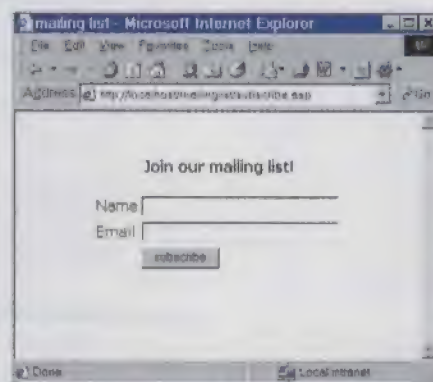 mailing list - Microsoft Internet Explorer
File Edit View Favorites Tools Help
Address
Join our mailing list!
Name
Email
subscribe
Done
Local intranet